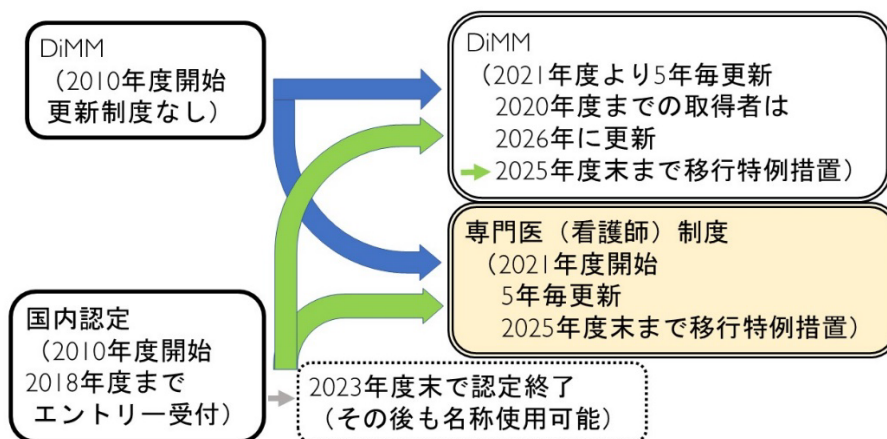 DiMM
（2010年度開始
更新制度なし）
DiMM
（2021年度より5年毎更新
2020年度までの取得者は
2026年に更新
2025年度末まで移行特例措置）
専門医（看護師）制度
（2021年度開始
5年毎更新
2025年度末まで移行特例措置）
国内認定
（2010年度開始
2018年度まで
エントリー受付）
2023年度末で認定終了
（その後も名称使用可能）